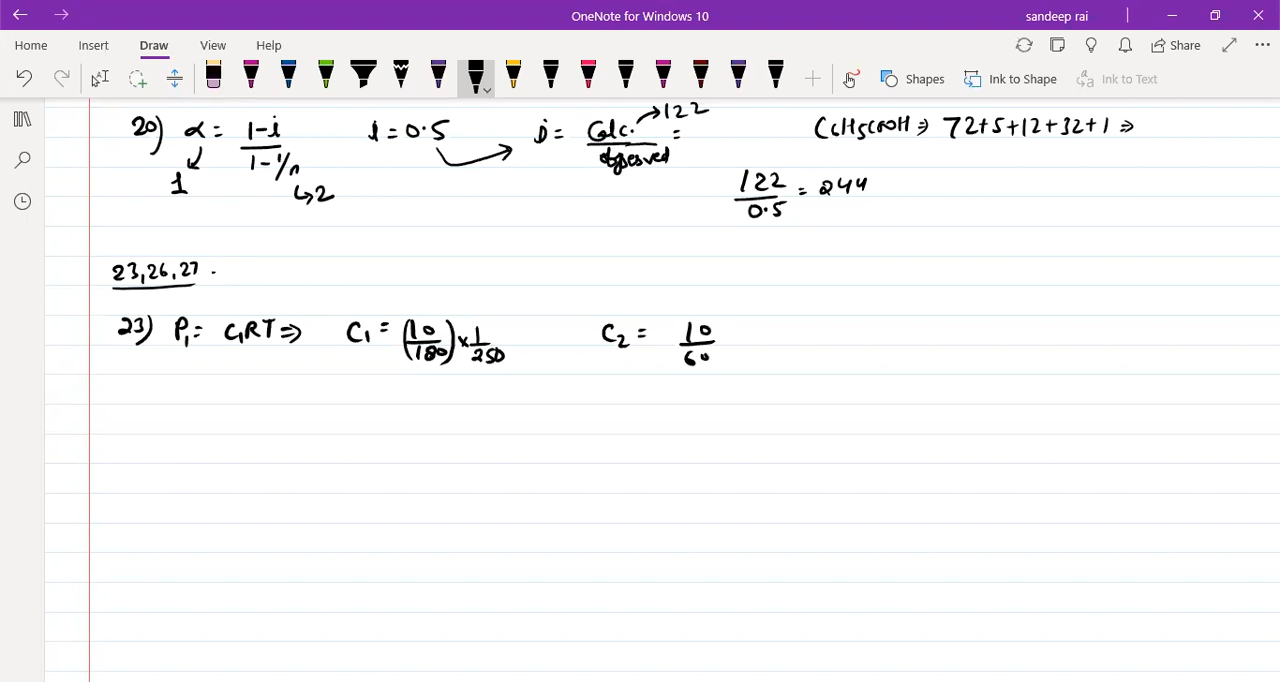 OneNote for Windows 10
sandeep rai
Home Insert Draw View Help
Share
Shapes Ink to Shape Ink to Text
20) α = 1-i / 1-1/n i = 0.5 i = Calc. / observed = → 122 C6H5COOH ⇒ 72+5+12+32+1 ⇒
1 ↳ 2
122 / 0.5 = 244
23, 26, 27 .
23) P₁ = C₁RT ⇒ C₁ = (10/180) × 1/250 C₂ = 10/60